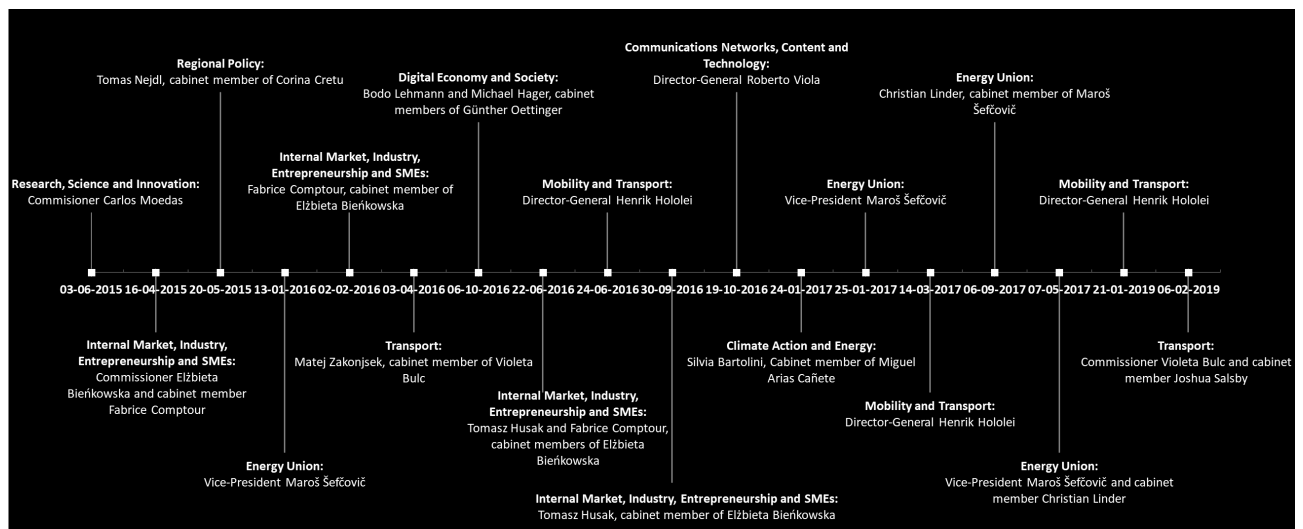 Communications Networks, Content and
Technology:
Director-General Roberto Viola
Regional Policy:
Tomas Nejdl, cabinet member of Corina Cretu
Digital Economy and Society:
Bodo Lehmann and Michael Hager, cabinet
members of Günther Oettinger
Energy Union:
Christian Linder, cabinet member of Maroš
Šefčovič
Internal Market, Industry,
Entrepreneurship and SMEs:
Fabrice Comptour, cabinet member of
Elżbieta Bieńkowska
Research, Science and Innovation:
Commisioner Carlos Moedas
Mobility and Transport:
Director-General Henrik Hololei
Energy Union:
Vice-President Maroš Šefčovič
Mobility and Transport:
Director-General Henrik Hololei
03-06-2015 16-04-2015 20-05-2015 13-01-2016 02-02-2016 03-04-2016 06-10-2016 22-06-2016 24-06-2016 30-09-2016 19-10-2016 24-01-2017 25-01-2017 14-03-2017 06-09-2017 07-05-2017 21-01-2019 06-02-2019
Internal Market, Industry,
Entrepreneurship and SMEs:
Commissioner Elżbieta
Bieńkowska and cabinet member
Fabrice Comptour
Transport:
Matej Zakonjsek, cabinet member of Violeta
Bulc
Climate Action and Energy:
Silvia Bartolini, Cabinet member of Miguel
Arias Cañete
Transport:
Commissioner Violeta Bulc and cabinet
member Joshua Salsby
Internal Market, Industry,
Entrepreneurship and SMEs:
Tomasz Husak and Fabrice Comptour,
cabinet members of Elżbieta
Bieńkowska
Mobility and Transport:
Director-General Henrik Hololei
Energy Union:
Vice-President Maroš Šefčovič
Energy Union:
Vice-President Maroš Šefčovič and cabinet
member Christian Linder
Internal Market, Industry, Entrepreneurship and SMEs:
Tomasz Husak, cabinet member of Elżbieta Bieńkowska